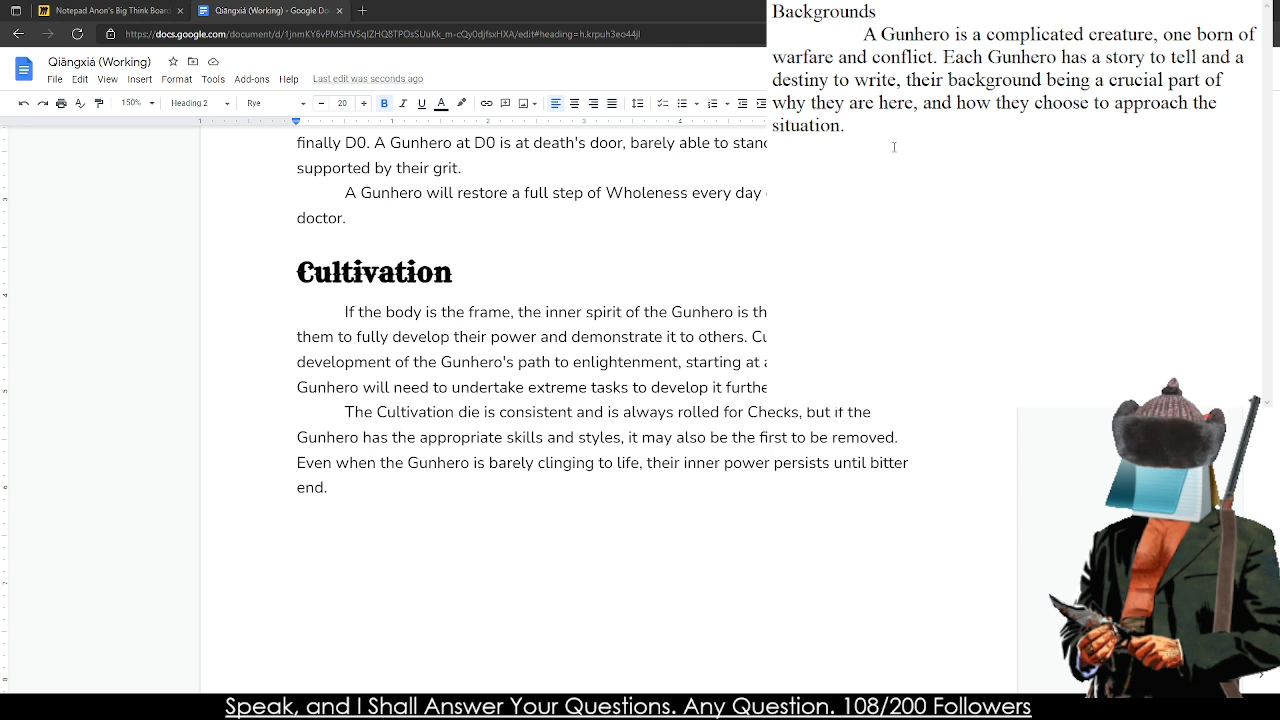 Notepad Anon's Big Think Board
Qiāngxiá (Working) - Google Do
https://docs.google.com/document/d/1jnmKY6vPMSHVSqIZHQ8TPOsSUuKk_m-cQy0djfsxHXA/edit#heading=h.krpuh3eo44jl
Qiāngxiá (Working)
File Edit View Insert Format Tools Add-ons Help Last edit was seconds ago
150% Heading 2 Rye 20 B I U A
finally D0. A Gunhero at D0 is at death's door, barely able to stand
supported by their grit.
A Gunhero will restore a full step of Wholeness every day
doctor.
Cultivation
If the body is the frame, the inner spirit of the Gunhero is th
them to fully develop their power and demonstrate it to others. Cu
development of the Gunhero's path to enlightenment, starting at a
Gunhero will need to undertake extreme tasks to develop it furthe
The Cultivation die is consistent and is always rolled for Checks, but if the
Gunhero has the appropriate skills and styles, it may also be the first to be removed.
Even when the Gunhero is barely clinging to life, their inner power persists until bitter
end.
Backgrounds
A Gunhero is a complicated creature, one born of
warfare and conflict. Each Gunhero has a story to tell and a
destiny to write, their background being a crucial part of
why they are here, and how they choose to approach the
situation.
Speak, and I Shall Answer Your Questions. Any Question. 108/200 Followers